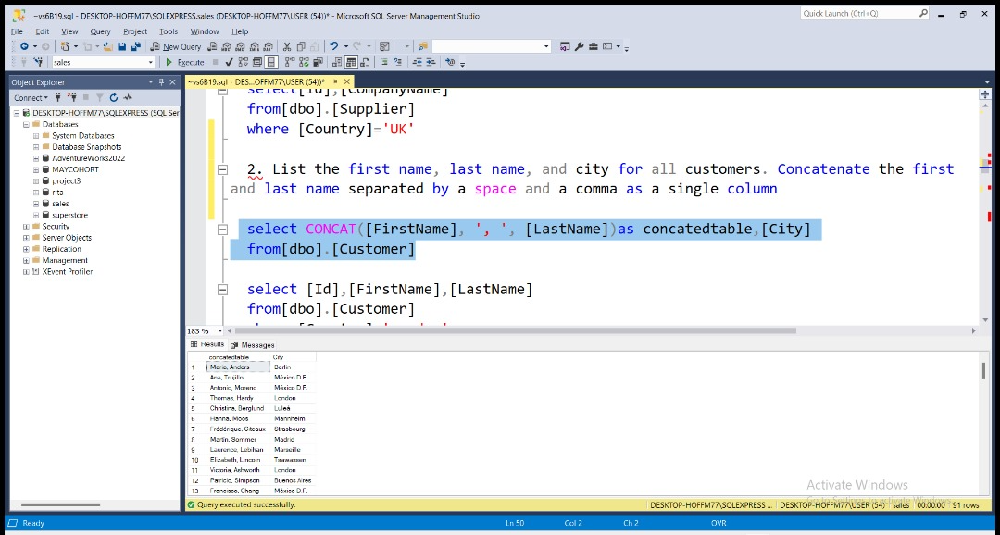 ~vs6B19.sql - DESKTOP-HOFFM77\SQLEXPRESS.sales (DESKTOP-HOFFM77\USER (54))* - Microsoft SQL Server Management Studio
Quick Launch (Ctrl+Q)
File Edit View Query Project Tools Window Help
New Query
sales Execute
Object Explorer
Connect
DESKTOP-HOFFM77\SQLEXPRESS (SQL Ser
Databases
System Databases
Database Snapshots
AdventureWorks2022
MAYCOHORT
project3
rita
sales
superstore
Security
Server Objects
Replication
Management
XEvent Profiler
~vs6B19.sql - DES...OFFM77\USER (54))*
select[Id],[CompanyName]
from[dbo].[Supplier]
where [Country]='UK'
2. List the first name, last name, and city for all customers. Concatenate the first
and last name separated by a space and a comma as a single column
select CONCAT([FirstName], ', ', [LastName])as concatedtable,[City]
from[dbo].[Customer]
select [Id],[FirstName],[LastName]
from[dbo].[Customer]
183 %
Results Messages
concatedtable City
1 Maria, Anders Berlin
2 Ana, Trujillo México D.F.
3 Antonio, Moreno México D.F.
4 Thomas, Hardy London
5 Christina, Berglund Luleå
6 Hanna, Moos Mannheim
7 Frédérique, Citeaux Strasbourg
8 Martín, Sommer Madrid
9 Laurence, Lebihan Marseille
10 Elizabeth, Lincoln Tsawassen
11 Victoria, Ashworth London
12 Patricio, Simpson Buenos Aires
13 Francisco, Chang México D.F.
Activate Windows
Query executed successfully.
DESKTOP-HOFFM77\SQLEXPRESS ... DESKTOP-HOFFM77\USER (54) sales 00:00:00 91 rows
Ready Ln 50 Col 2 Ch 2 OVR